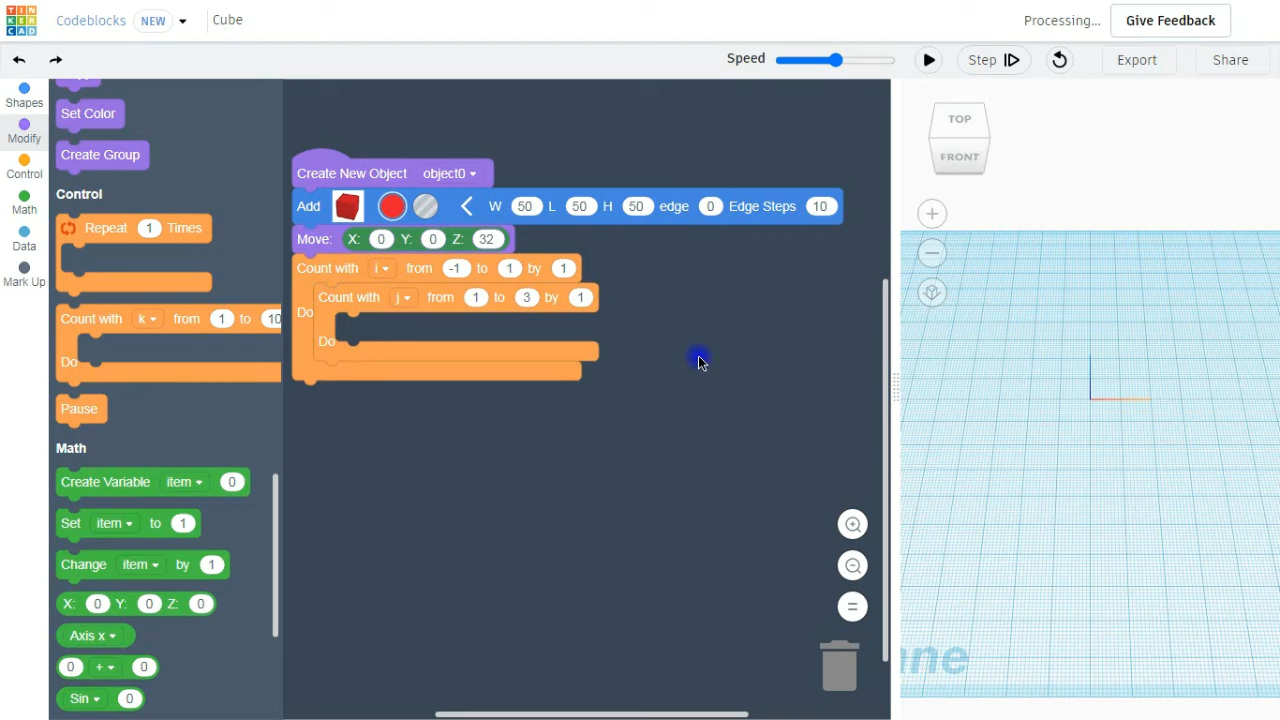 TIN
KER
CAD
Codeblocks NEW Cube Processing... Give Feedback
Speed Step Export Share
Shapes
Modify
Control
Math
Data
Mark Up
Set Color
Create Group
Control
Repeat 1 Times
Count with k from 1 to 10
Do
Pause
Math
Create Variable item 0
Set item to 1
Change item by 1
X: 0 Y: 0 Z: 0
Axis x
0 + 0
Sin 0
Create New Object object0
Add W 50 L 50 H 50 edge 0 Edge Steps 10
Move: X: 0 Y: 0 Z: 32
Count with i from -1 to 1 by 1
Do Count with j from 1 to 3 by 1
Do
TOP
FRONT